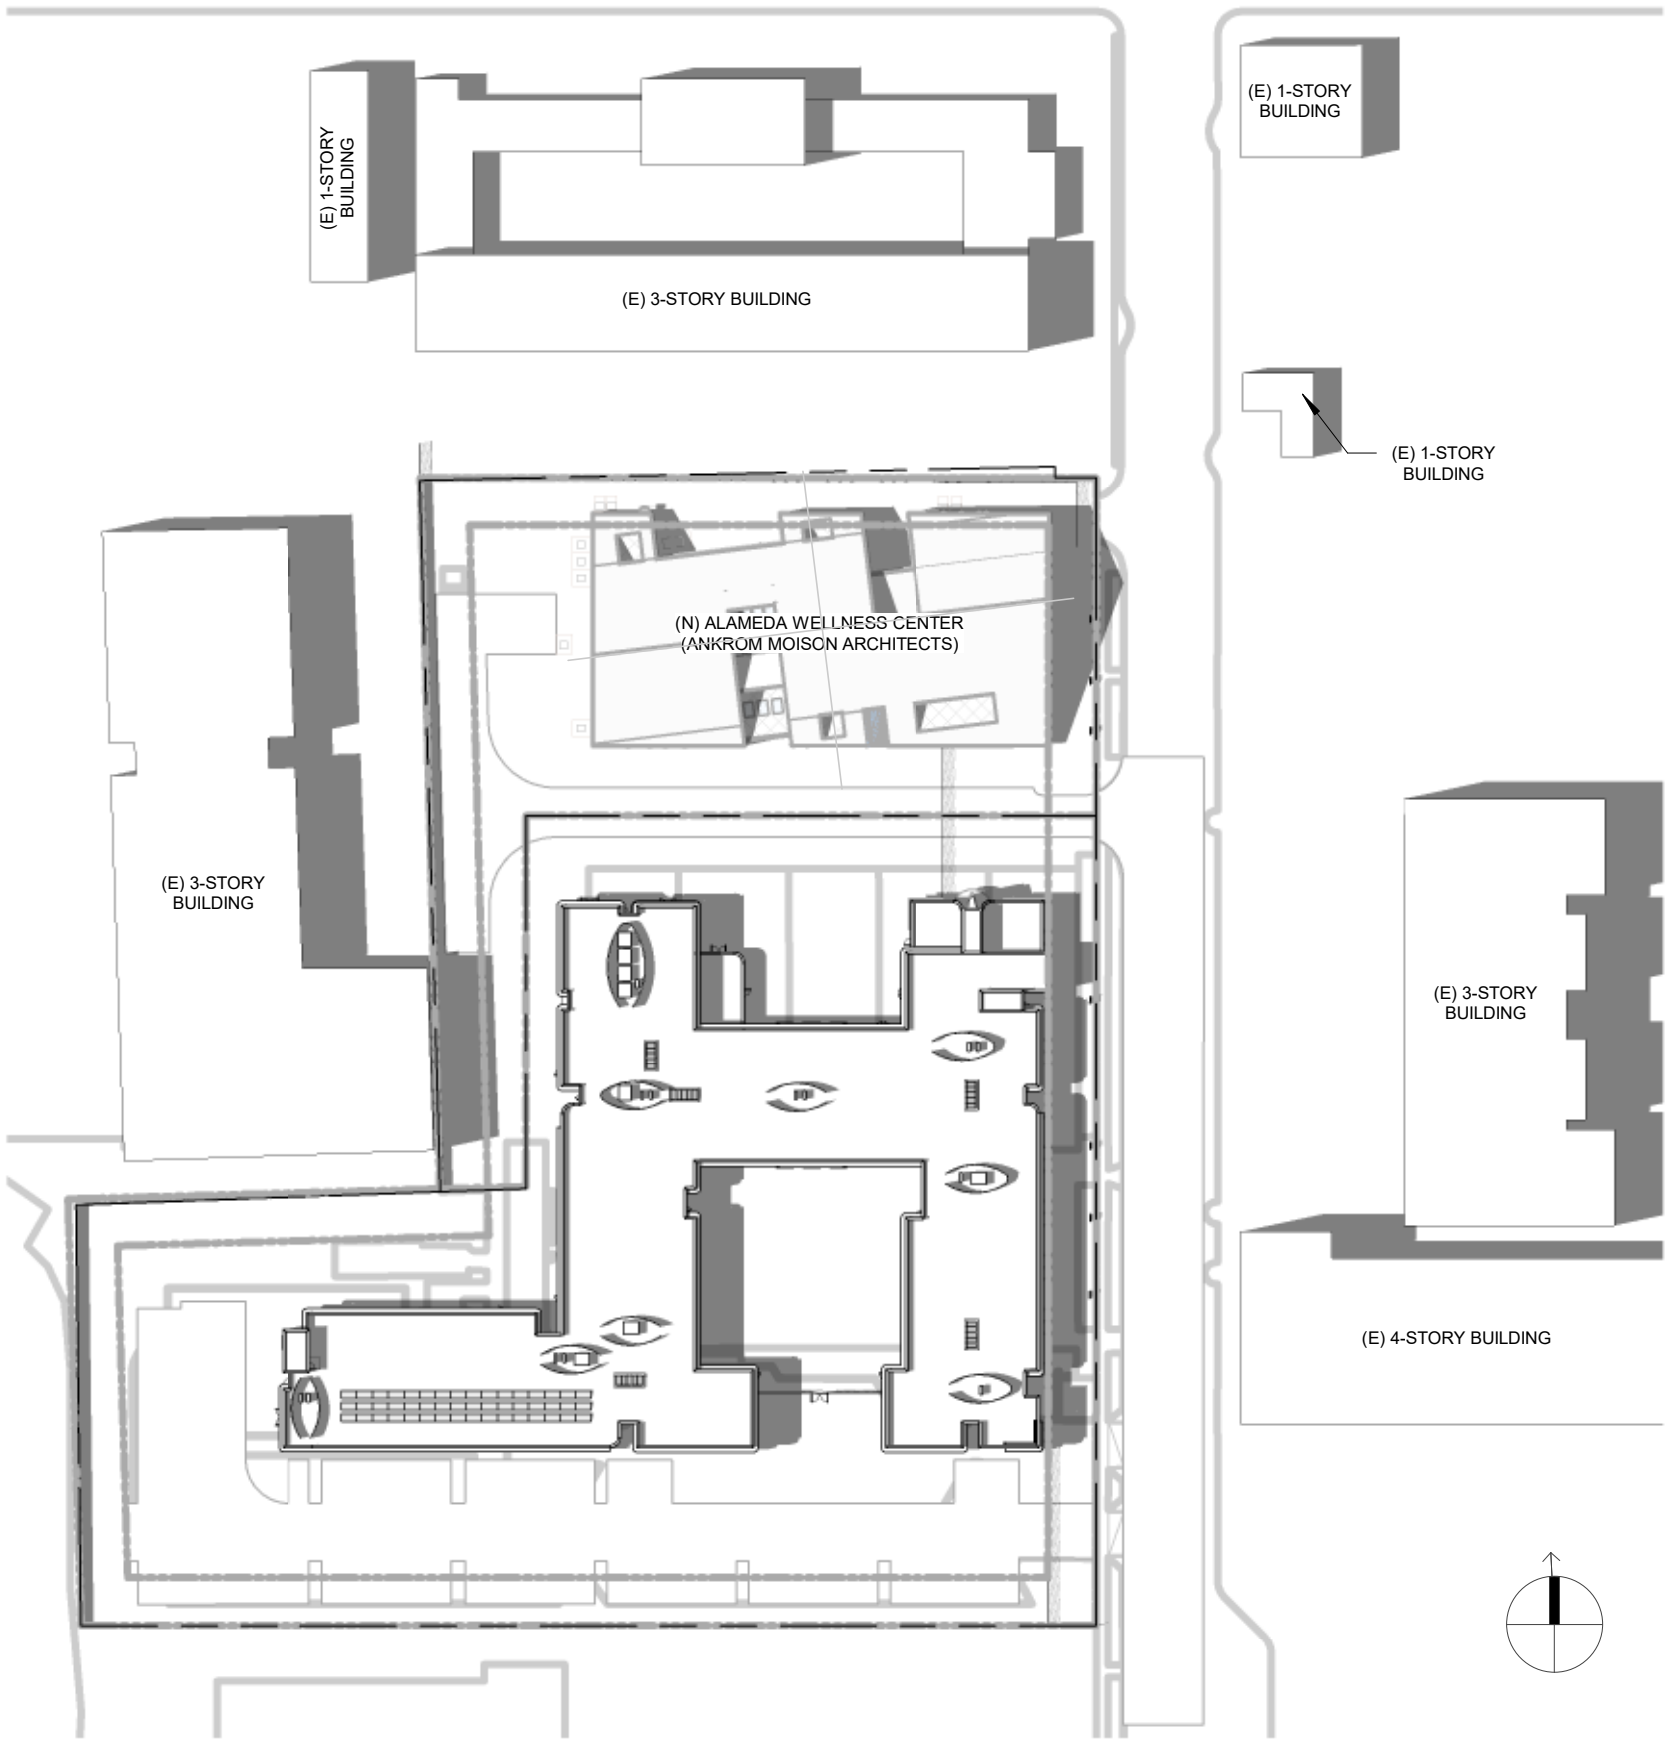 (E) 1-STORY
BUILDING
(E) 1-STORY
BUILDING
(E) 3-STORY BUILDING
(E) 1-STORY
BUILDING
(N) ALAMEDA WELLNESS CENTER
(ANKROM MOISON ARCHITECTS)
(E) 3-STORY
BUILDING
(E) 3-STORY
BUILDING
(E) 4-STORY BUILDING